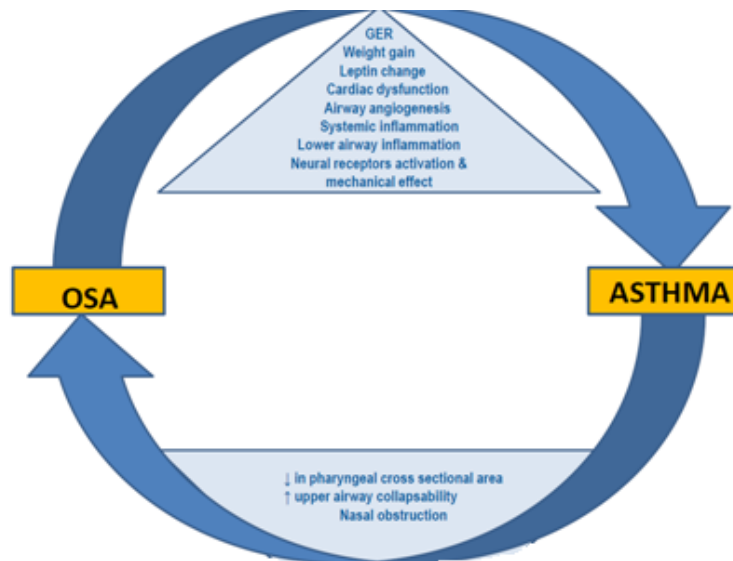 GER
Weight gain
Leptin change
Cardiac dysfunction
Airway angiogenesis
Systemic inflammation
Lower airway inflammation
Neural receptors activation &
mechanical effect
OSA
ASTHMA
↓ in pharyngeal cross sectional area
↑ upper airway collapsability
Nasal obstruction